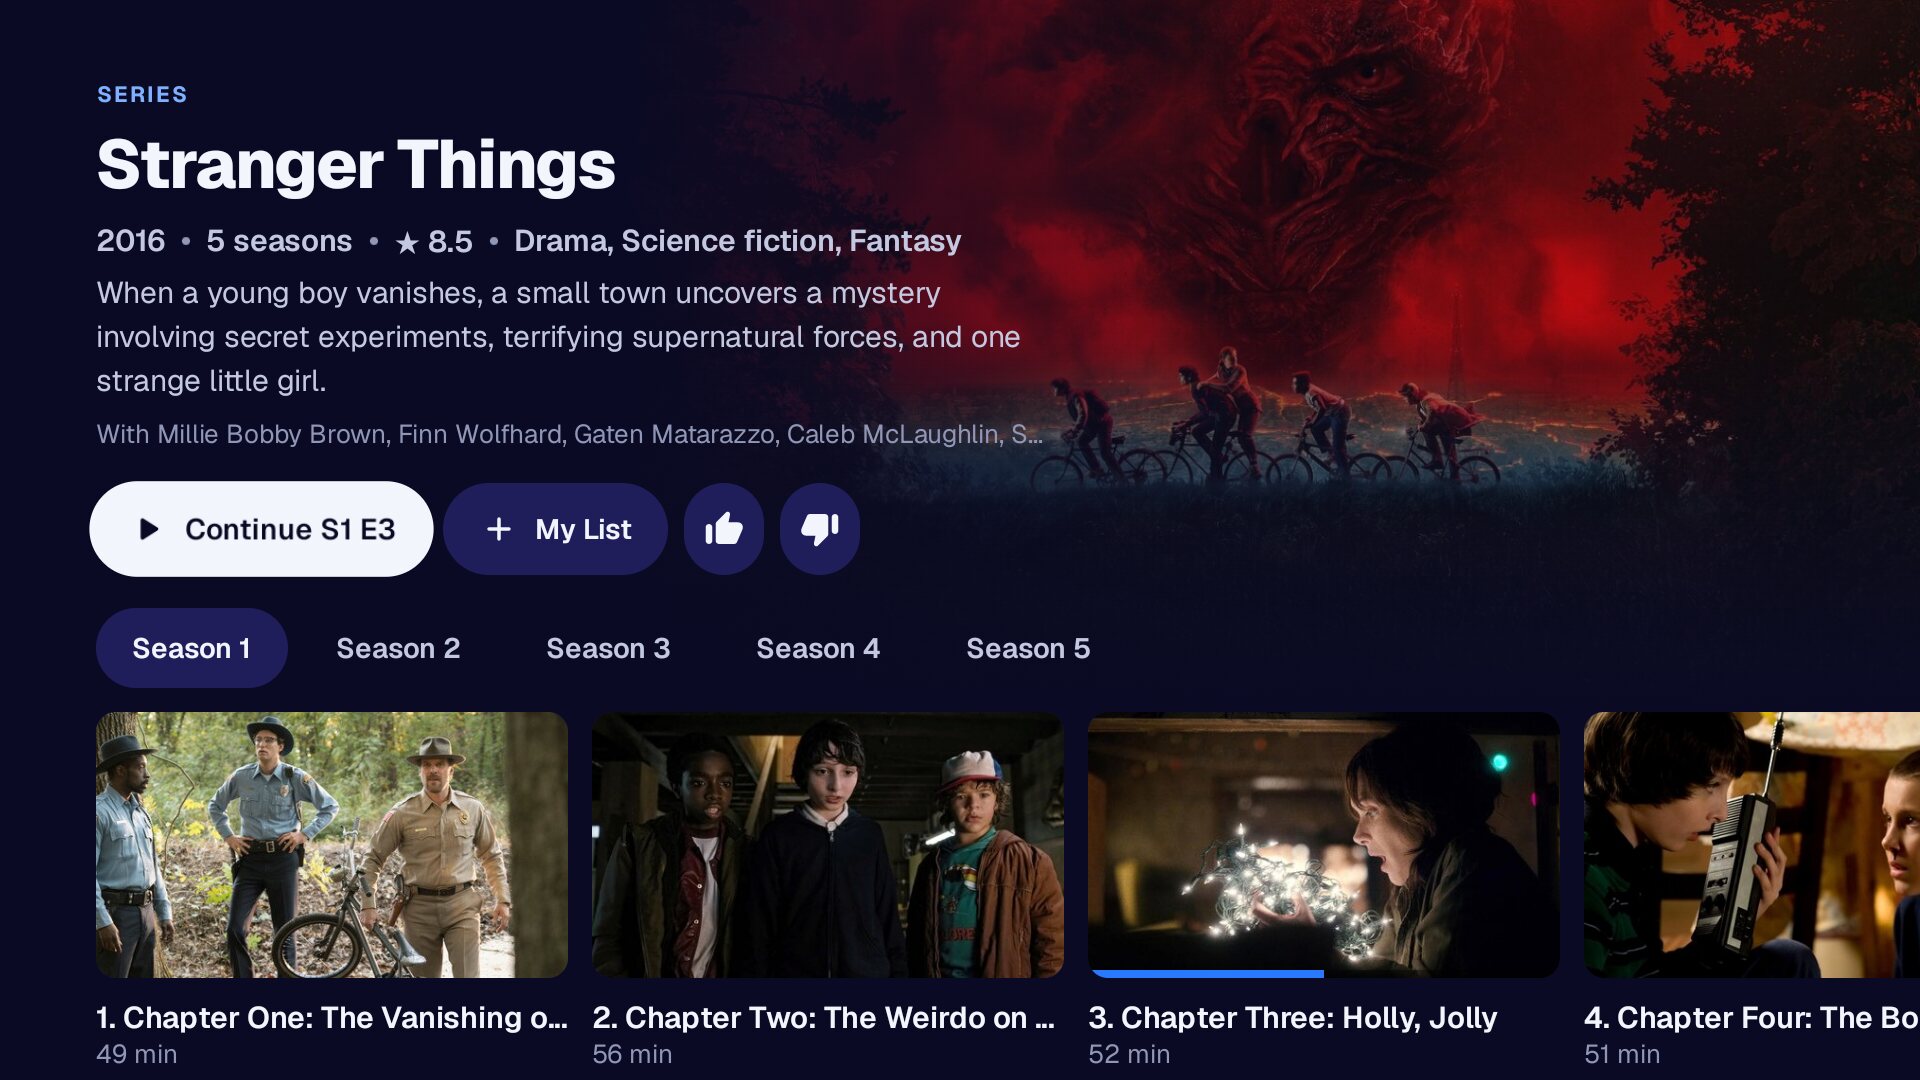 SERIES
Stranger Things
2016 • 5 seasons • ★ 8.5 • Drama, Science fiction, Fantasy
When a young boy vanishes, a small town uncovers a mystery
involving secret experiments, terrifying supernatural forces, and one
strange little girl.
With Millie Bobby Brown, Finn Wolfhard, Gaten Matarazzo, Caleb McLaughlin, S...
Continue S1 E3
My List
Season 1
Season 2
Season 3
Season 4
Season 5
1. Chapter One: The Vanishing o...
49 min
2. Chapter Two: The Weirdo on ...
56 min
3. Chapter Three: Holly, Jolly
52 min
4. Chapter Four: The Bo
51 min